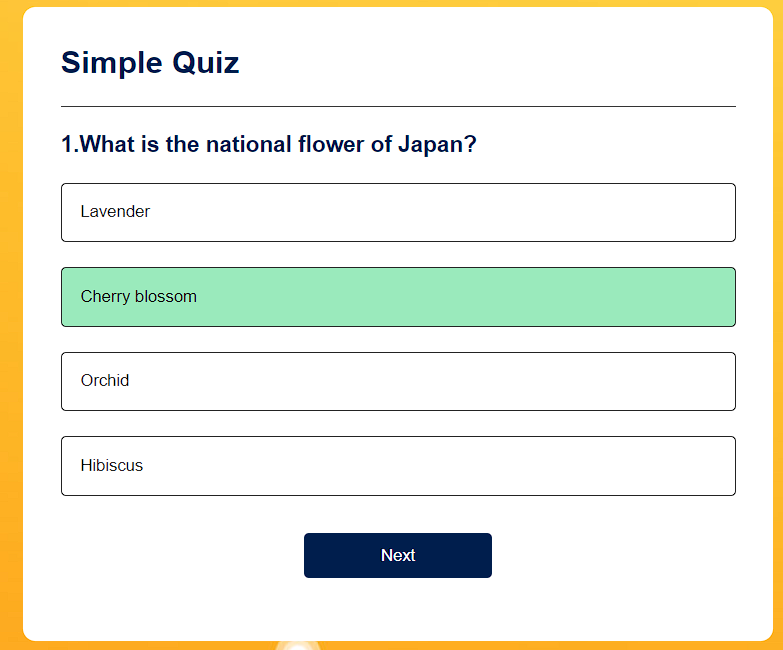 Simple Quiz
1.What is the national flower of Japan?
Lavender
Cherry blossom
Orchid
Hibiscus
Next